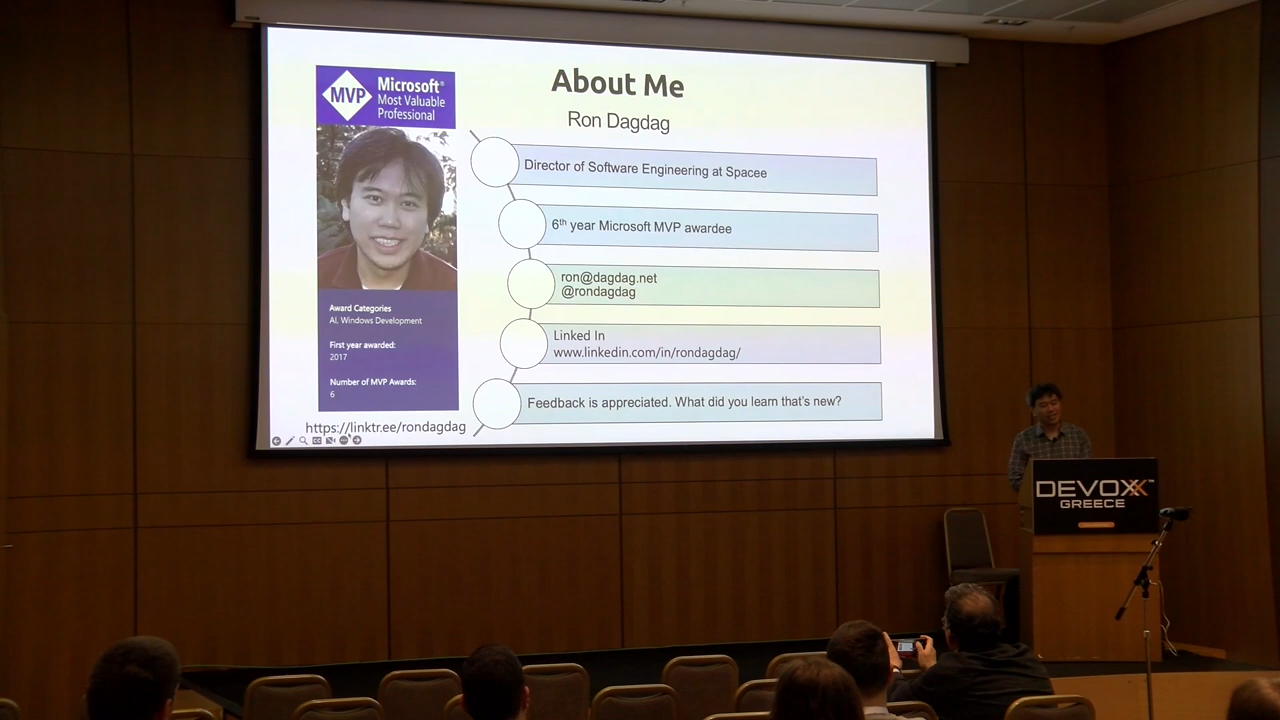 MVP
Microsoft®
Most Valuable
Professional
About Me
Ron Dagdag
Director of Software Engineering at Spacee
6th year Microsoft MVP awardee
ron@dagdag.net
@rondagdag
Linked In
www.linkedin.com/in/rondagdag/
Feedback is appreciated. What did you learn that's new?
Award Categories
AI, Windows Development
First year awarded:
2017
Number of MVP Awards:
6
https://linktr.ee/rondagdag
DEVOXX™
GREECE